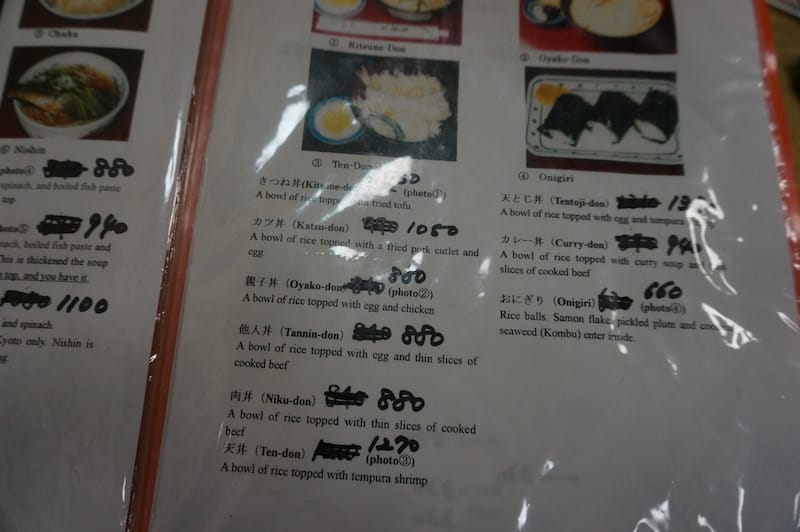 ③ Chuka
⑥ Nishin
photo④ 880
spinach, and boiled fish paste
top
photo⑤ 940
nach, boiled fish paste and
This is thickened the soup
top, and you have it.
1100
and spinach
Kyoto only. Nishin is
① Kitsune-Don
③ Ten-Don
きつね丼(Kitsune-do (photo①)
A bowl of rice topped fried tofu.
カツ丼 (Katsu-don) 1050
A bowl of rice topped with a fried pork cutlet and
egg
親子丼 (Oyako-don 880
(photo②)
A bowl of rice topped with egg and chicken
他人丼 (Tannin-don) 880
A bowl of rice topped with egg and thin slices of
cooked beef
肉丼 (Niku-don) 880
A bowl of rice topped with thin slices of cooked
beef
天丼 (Ten-don) 1270
(photo③)
A bowl of rice topped with tempura shrimp
② Oyako-Don
④ Onigiri
天とじ丼 (Tentoji-don)
A bowl of rice topped with egg and tempura
カレー丼 (Curry-don) 940
A bowl of rice topped with curry soup
slices of cooked beef
おにぎり (Onigiri) 660
(photo④)
Rice balls. Samon flake, pickled plum and
seaweed (Kombu) enter inside.